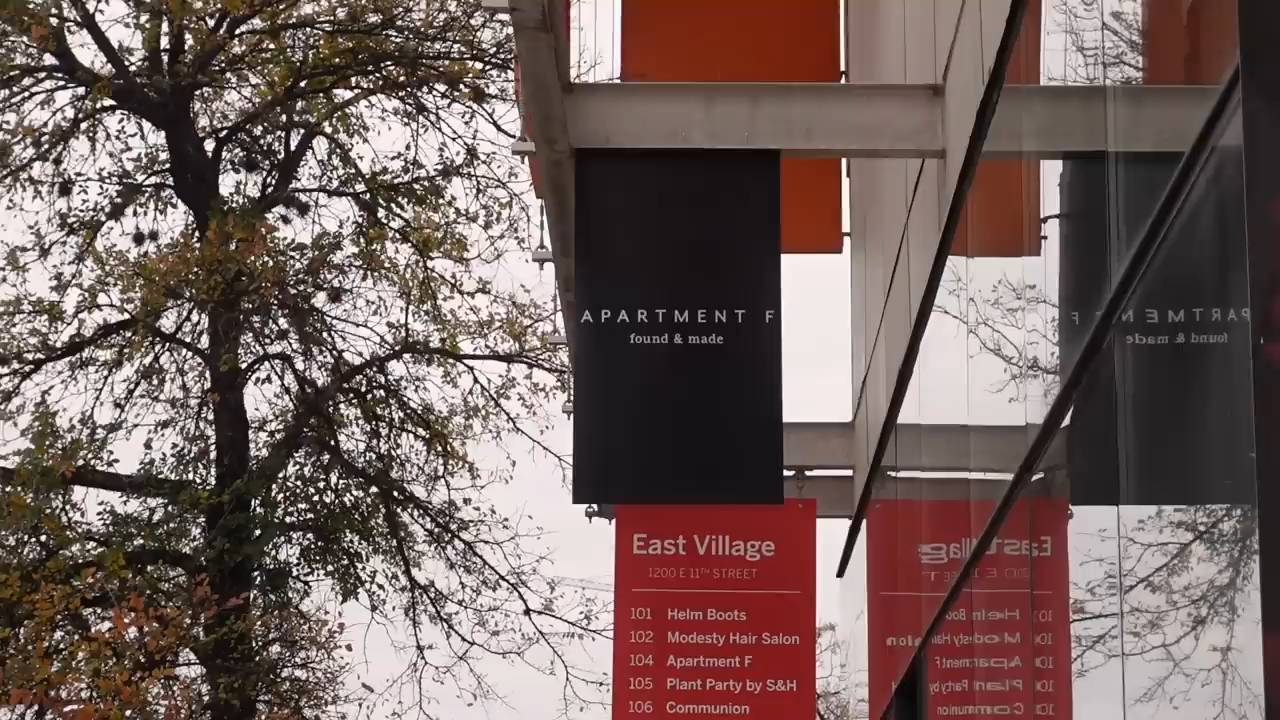 APARTMENT F
found & made
East Village
1200 E 11TH STREET
101 Helm Boots
102 Modesty Hair Salon
104 Apartment F
105 Plant Party by S&H
106 Communion